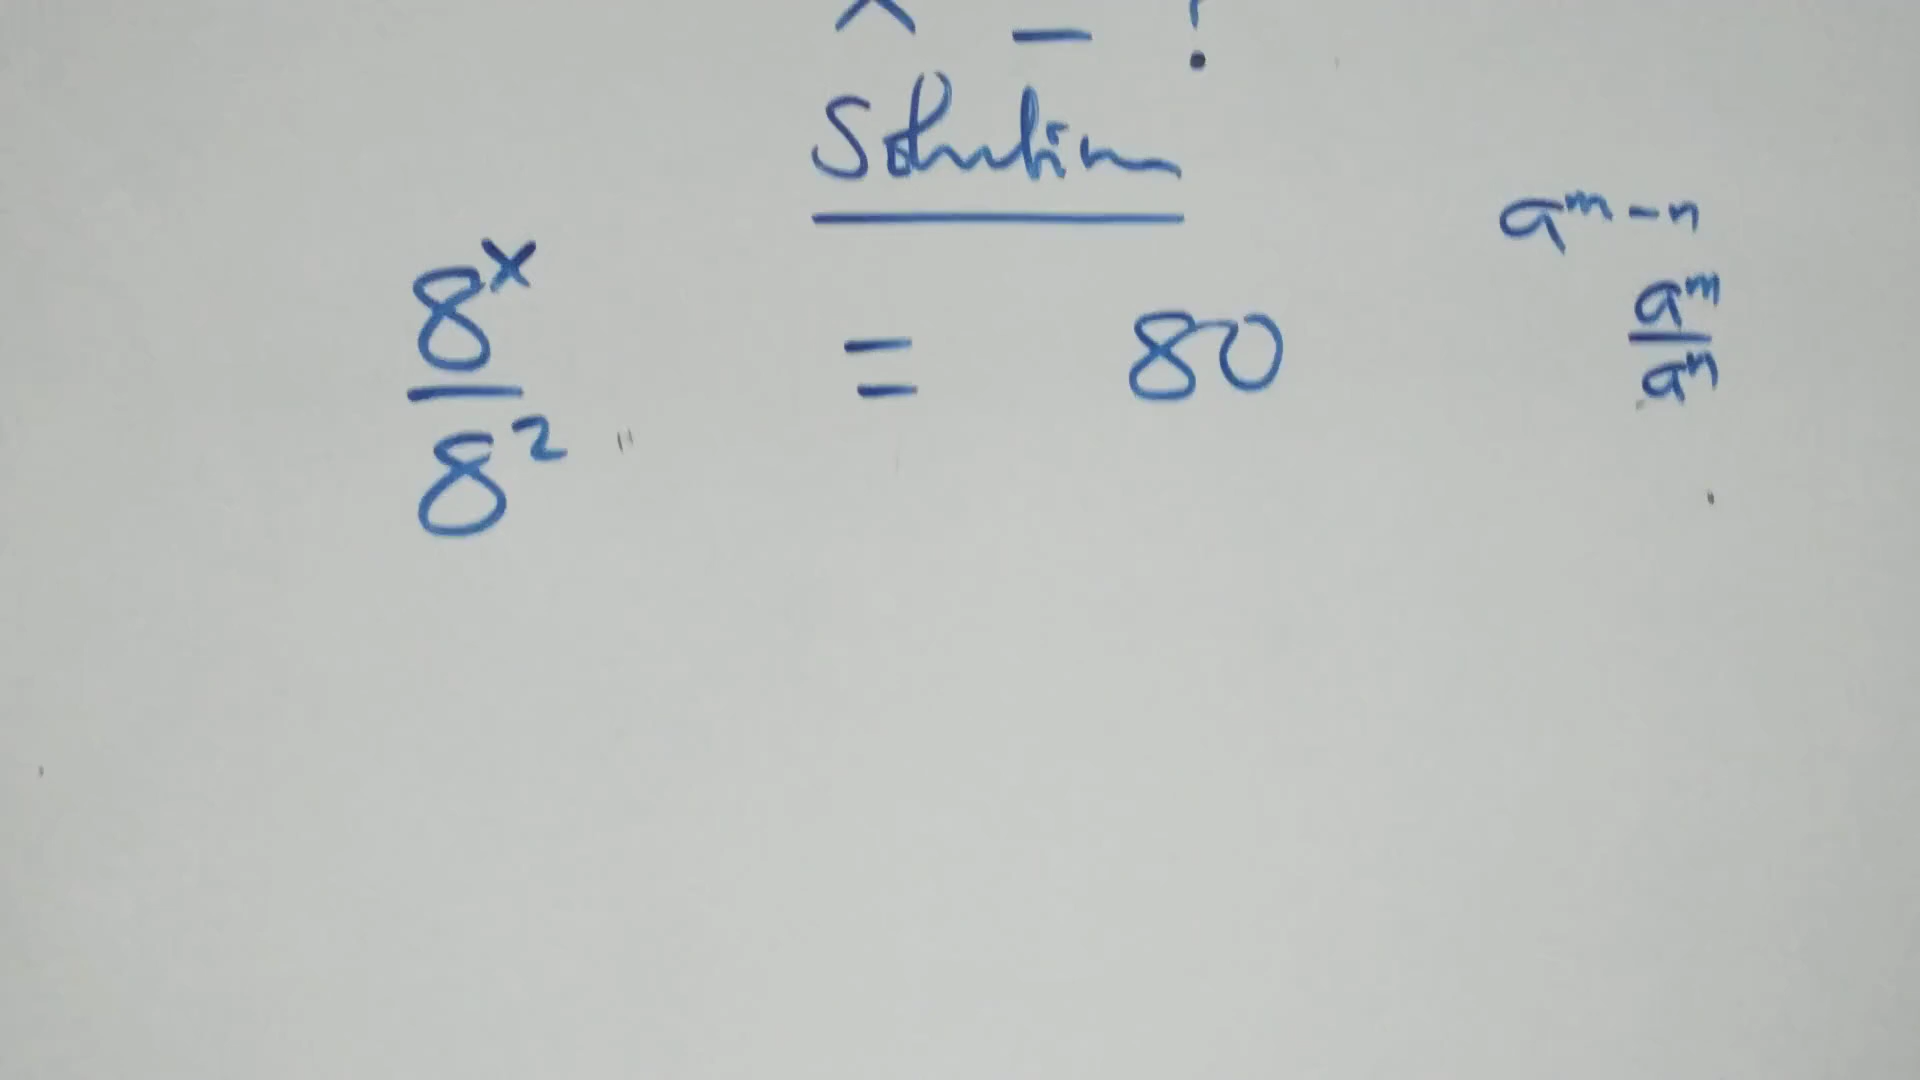 x = ?
Solution
a^m-n
8^x/8^2 = 80
a^m/a^n